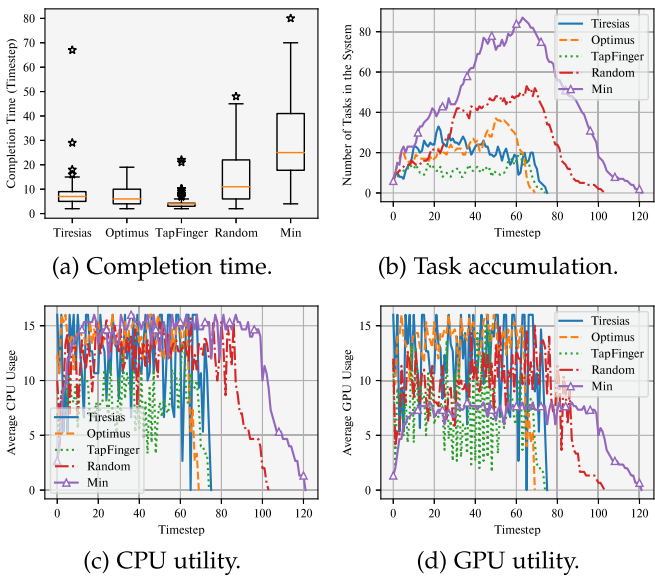 80
70
60
50
40
30
20
10
0
Completion Time (Timestep)
Tiresias Optimus TapFinger Random Min
(a) Completion time.
80
60
40
20
0
Number of Tasks in the System
0 20 40 60 80 100 120
Timestep
Tiresias
Optimus
TapFinger
Random
Min
(b) Task accumulation.
15
10
5
0
Average CPU Usage
0 20 40 60 80 100 120
Timestep
Tiresias
Optimus
TapFinger
Random
Min
(c) CPU utility.
15
10
5
0
Average GPU Usage
0 20 40 60 80 100 120
Timestep
Tiresias
Optimus
TapFinger
Random
Min
(d) GPU utility.